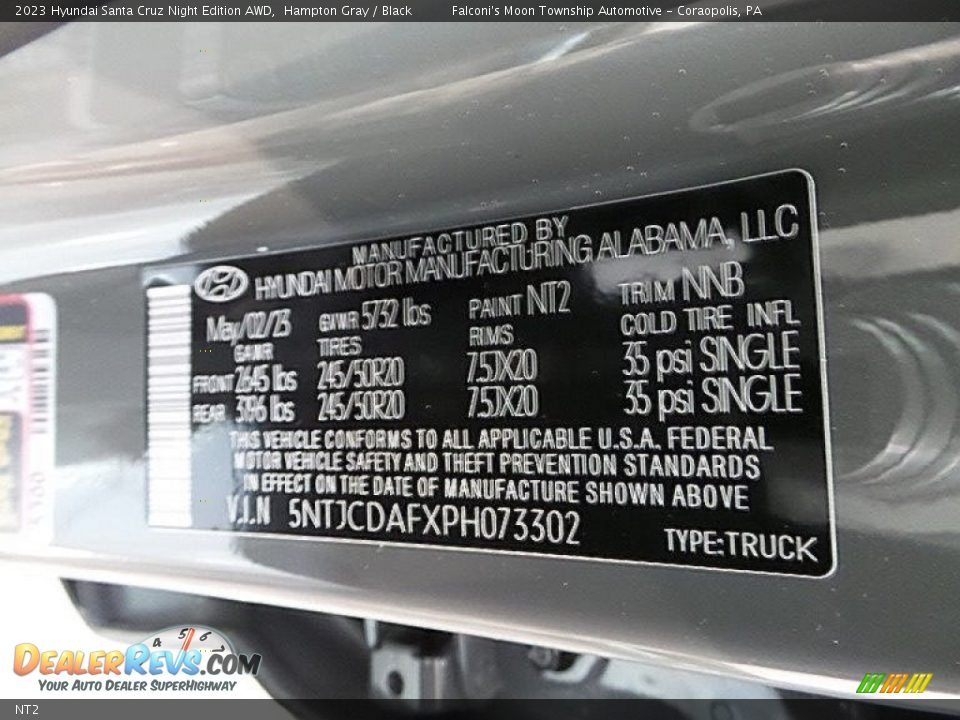 2023 Hyundai Santa Cruz Night Edition AWD, Hampton Gray / Black Falconi's Moon Township Automotive - Coraopolis, PA
MANUFACTURED BY
HYUNDAI MOTOR MANUFACTURING ALABAMA, LLC
May/02/13 GVWR 5732 lbs PAINT NT2 TRIM NNB
GAWR TIRES RIMS COLD TIRE INFL
FRONT 2645 lbs 245/50R20 7.5JX20 35 psi SINGLE
REAR 3196 lbs 245/50R20 7.5JX20 35 psi SINGLE
THIS VEHICLE CONFORMS TO ALL APPLICABLE U.S.A. FEDERAL
MOTOR VEHICLE SAFETY AND THEFT PREVENTION STANDARDS
IN EFFECT ON THE DATE OF MANUFACTURE SHOWN ABOVE
V.I.N 5NTJCDAFXPH073302 TYPE:TRUCK
4 5 6
DealerRevs.com
Your Auto Dealer SuperHighway
NT2